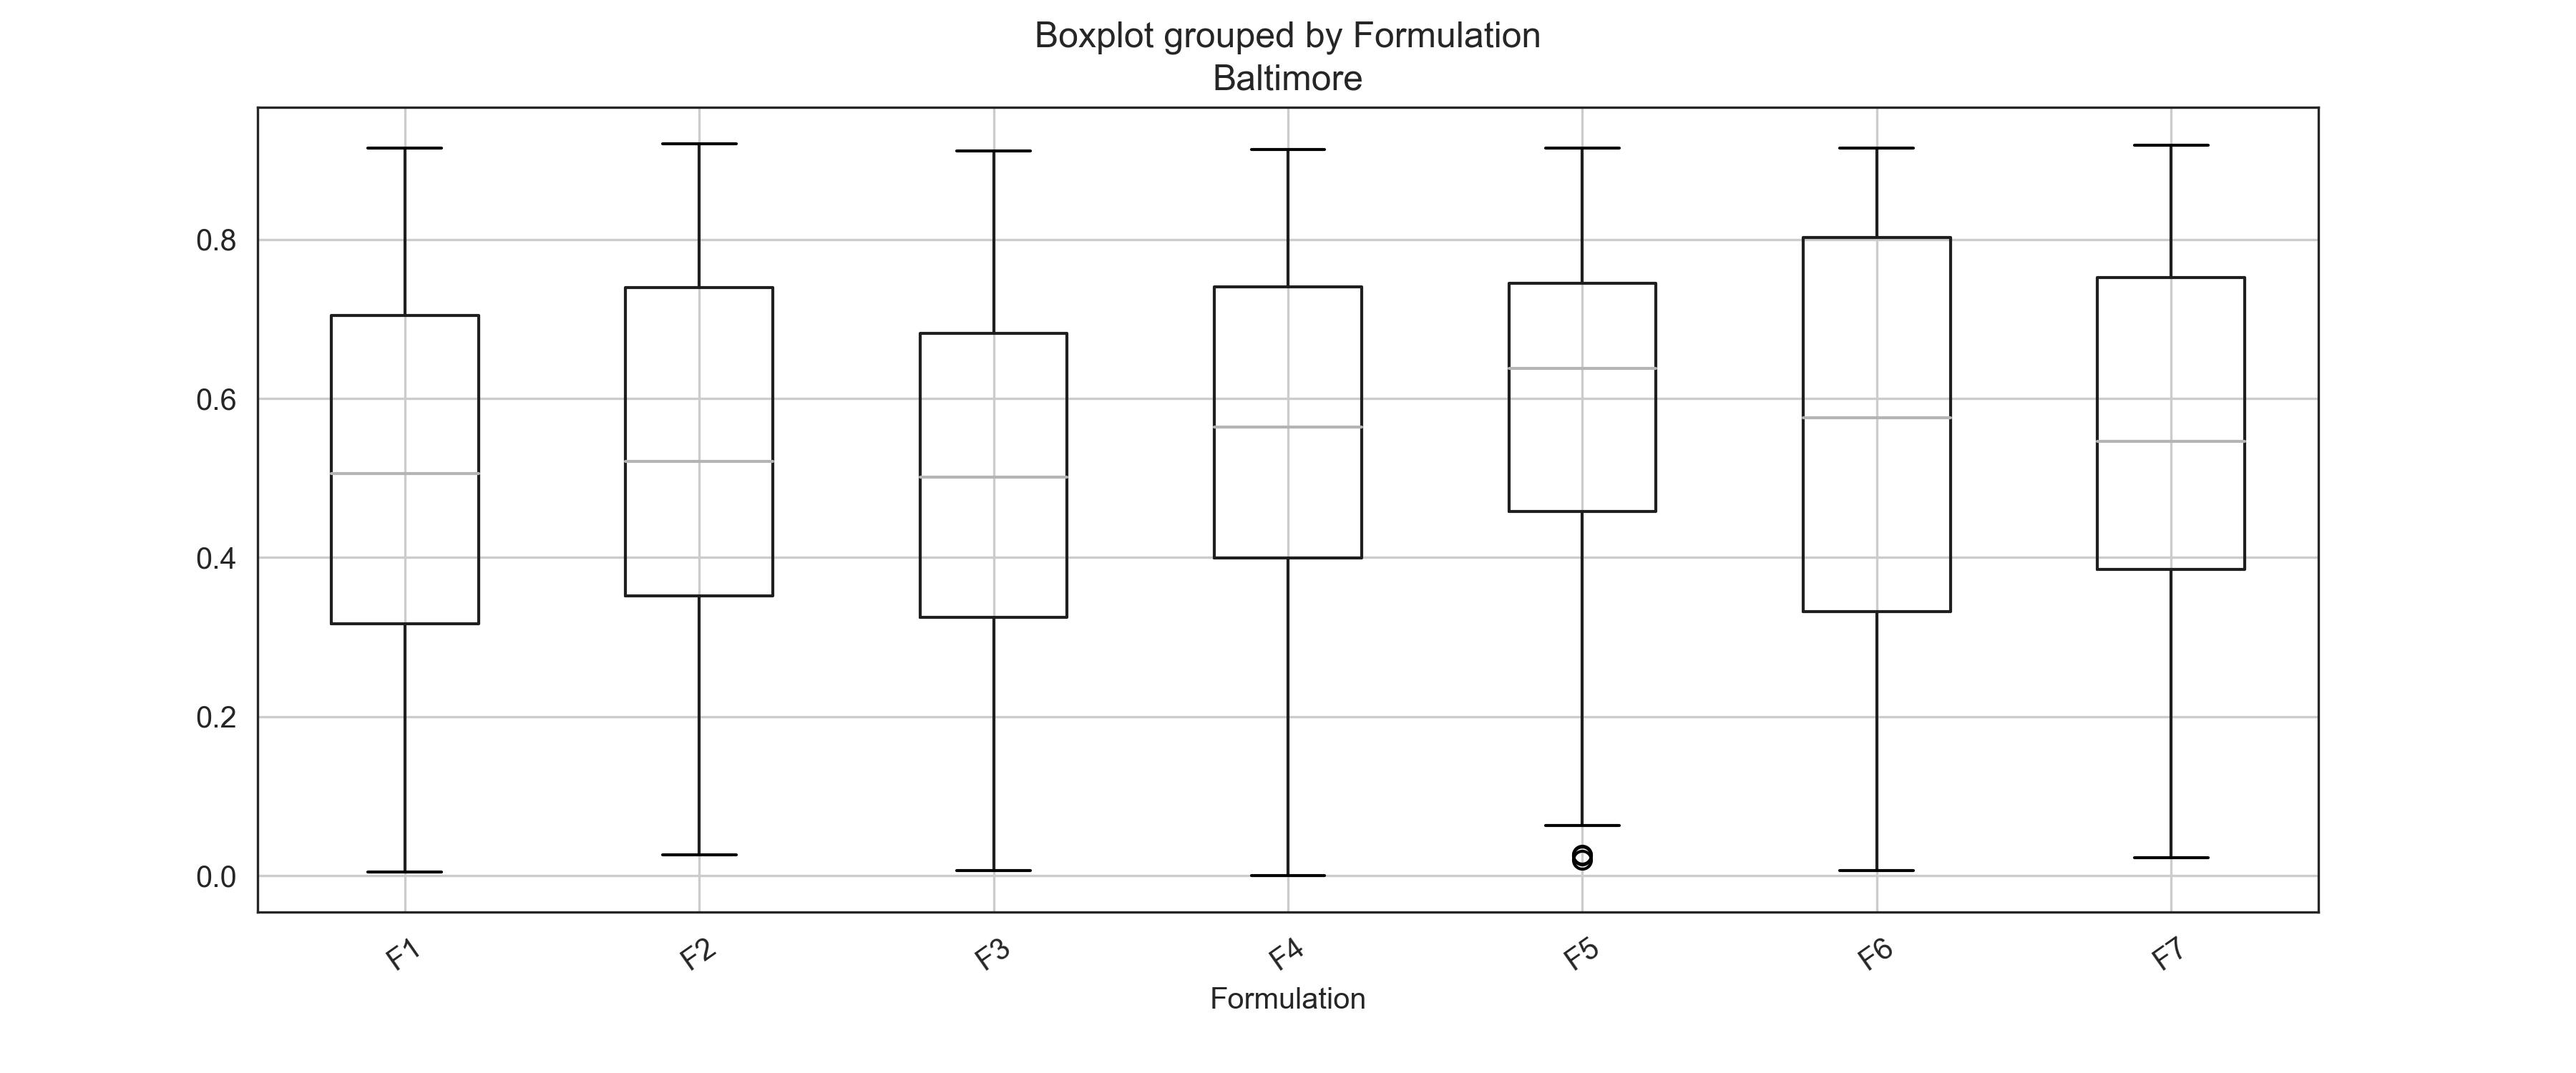 Boxplot grouped by Formulation
Baltimore
0.8
0.6
0.4
0.2
0.0
F1 F2 F3 F4 F5 F6 F7
Formulation